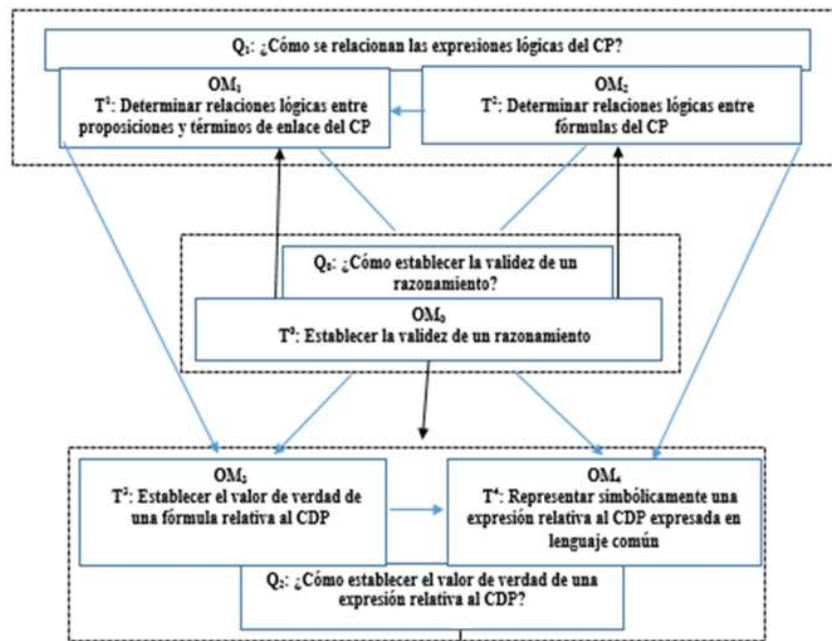 Q₁: ¿Cómo se relacionan las expresiones lógicas del CP?
OM₁
T¹: Determinar relaciones lógicas entre
proposiciones y términos de enlace del CP
OM₂
T²: Determinar relaciones lógicas entre
fórmulas del CP
Q₀: ¿Cómo establecer la validez de un
razonamiento?
OM₀
T⁰: Establecer la validez de un razonamiento
OM₃
T³: Establecer el valor de verdad de
una fórmula relativa al CDP
OM₄
T⁴: Representar simbólicamente una
expresión relativa al CDP expresada en
lenguaje común
Q₂: ¿Cómo establecer el valor de verdad de una
expresión relativa al CDP?